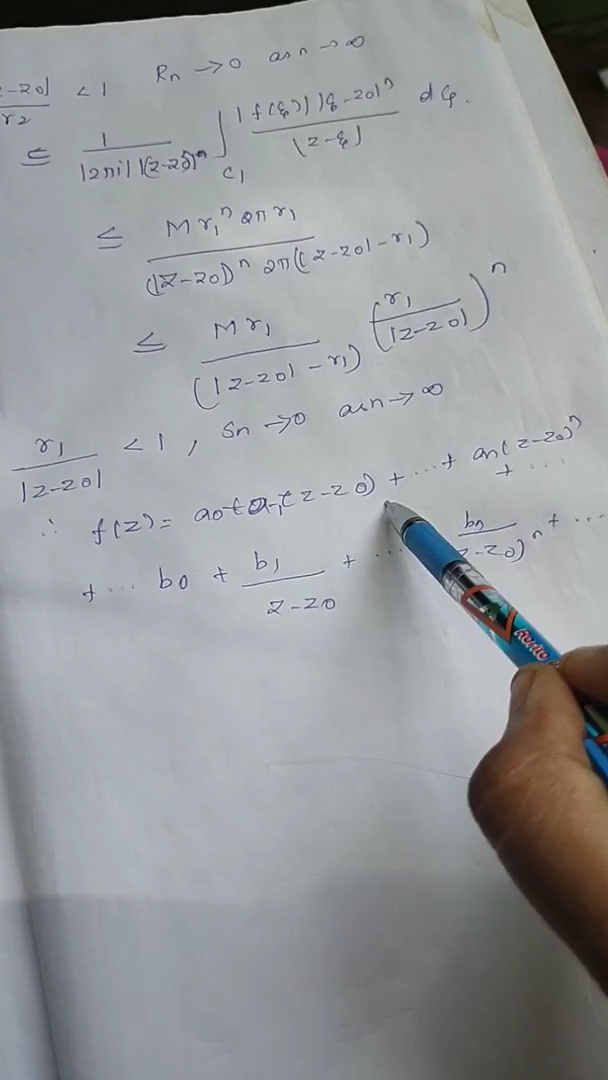 |z-z0|/r2 < 1 Rn → 0 as n → ∞
≤ 1/(|2πi| |(z-z0)^n|) ∫_C1 |f(ξ)| |ξ-z0|^n/|z-ξ| dξ.
≤ M r1^n 2π r1/((|z-z0|)^n 2π(|z-z0|-r1))
≤ M r1/(|z-z0|-r1) (r1/|z-z0|)^n
r1/|z-z0| < 1, Sn → 0 as n → ∞
∴ f(z) = a0 + a1(z-z0) + ... + an(z-z0)^n + ...
+ ... b0 + b1/(z-z0) + ... bn/(z-z0)^n + ...